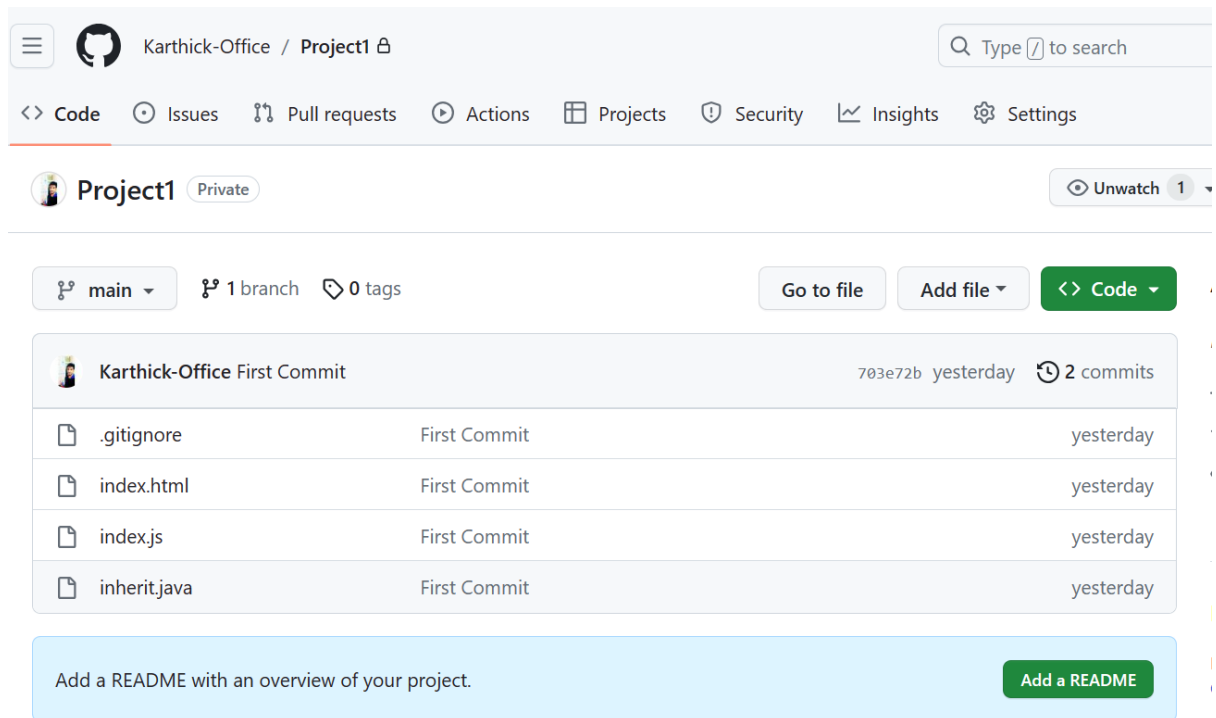 Karthick-Office / Project1
Type / to search
Code Issues Pull requests Actions Projects Security Insights Settings
Project1 Private Unwatch 1
main 1 branch 0 tags Go to file Add file Code
Karthick-Office First Commit 703e72b yesterday 2 commits
.gitignore First Commit yesterday
index.html First Commit yesterday
index.js First Commit yesterday
inherit.java First Commit yesterday
Add a README with an overview of your project. Add a README